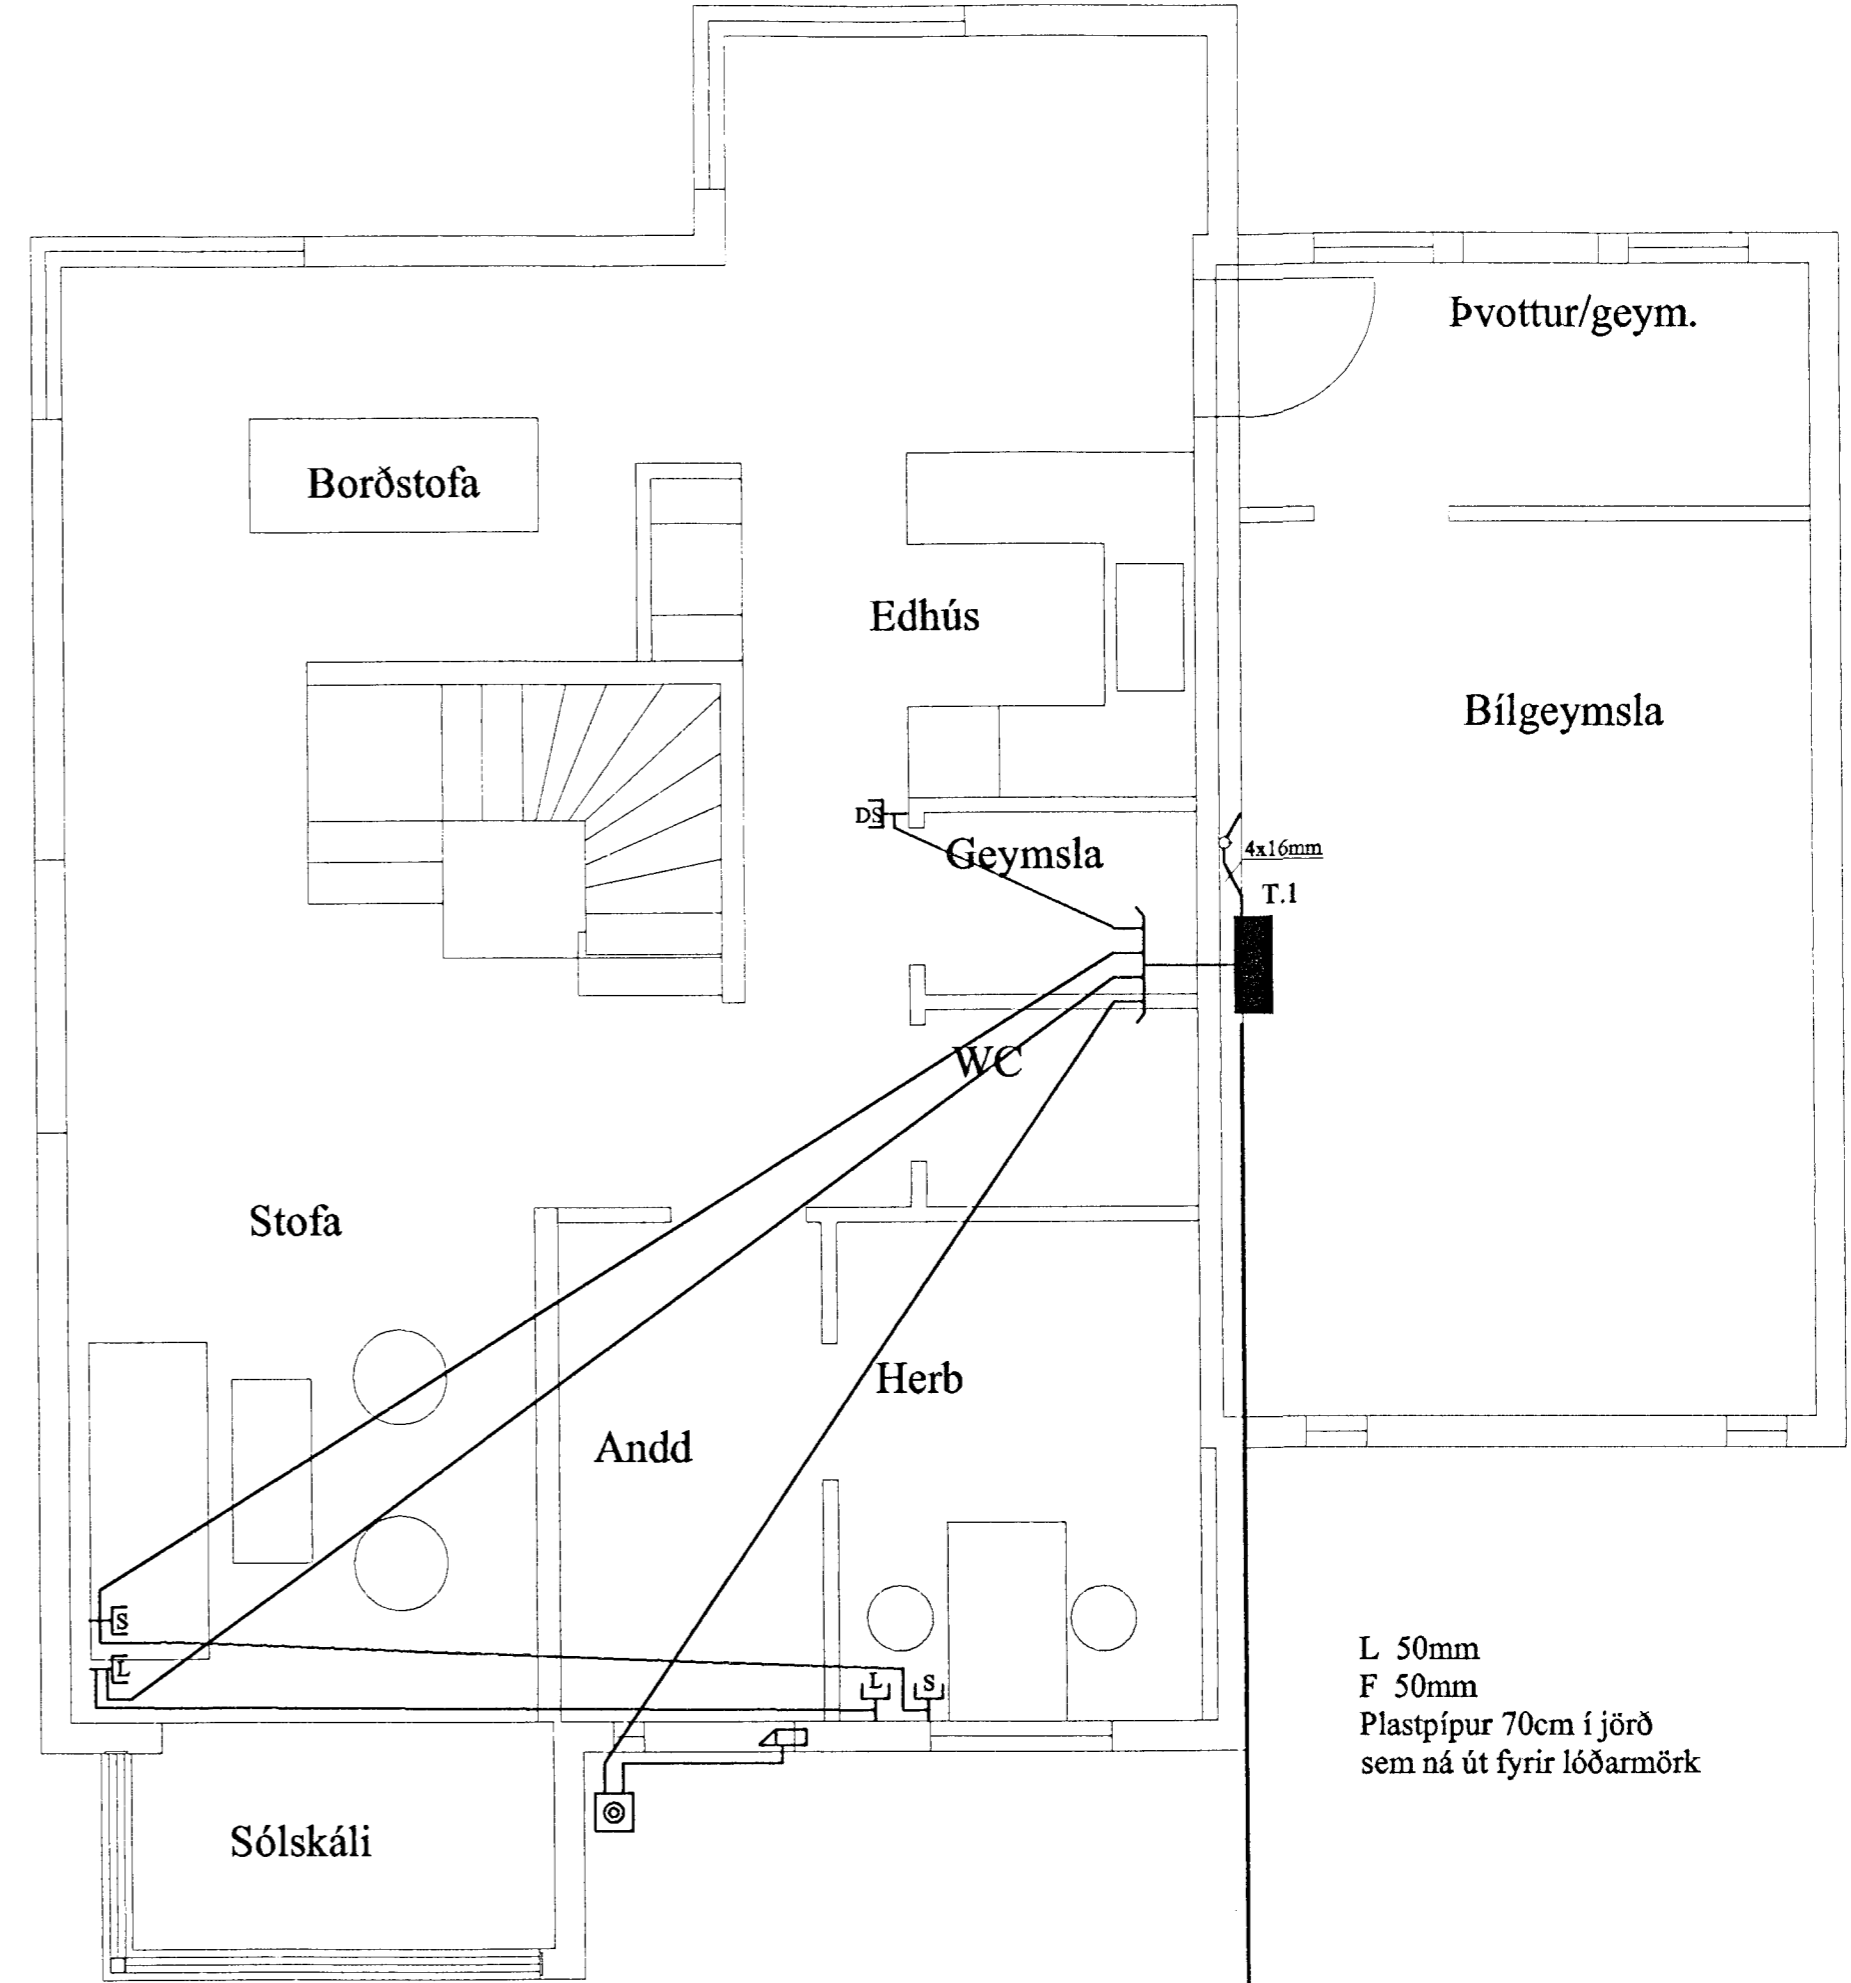 Þvottur/geym.
Borðstofa
Edhús
Bílgeymsla
DS
Geymsla
4x16mm
T.1
WC
Stofa
Herb
Andd
S
L
L
S
L 50mm
F 50mm
Plastpípur 70cm í jörð
sem ná út fyrir lóðarmörk
Sólskáli